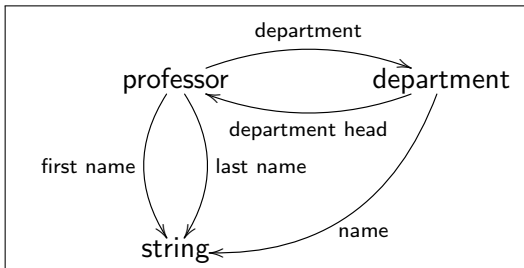 department
professor department
department head
first name last name
name
string